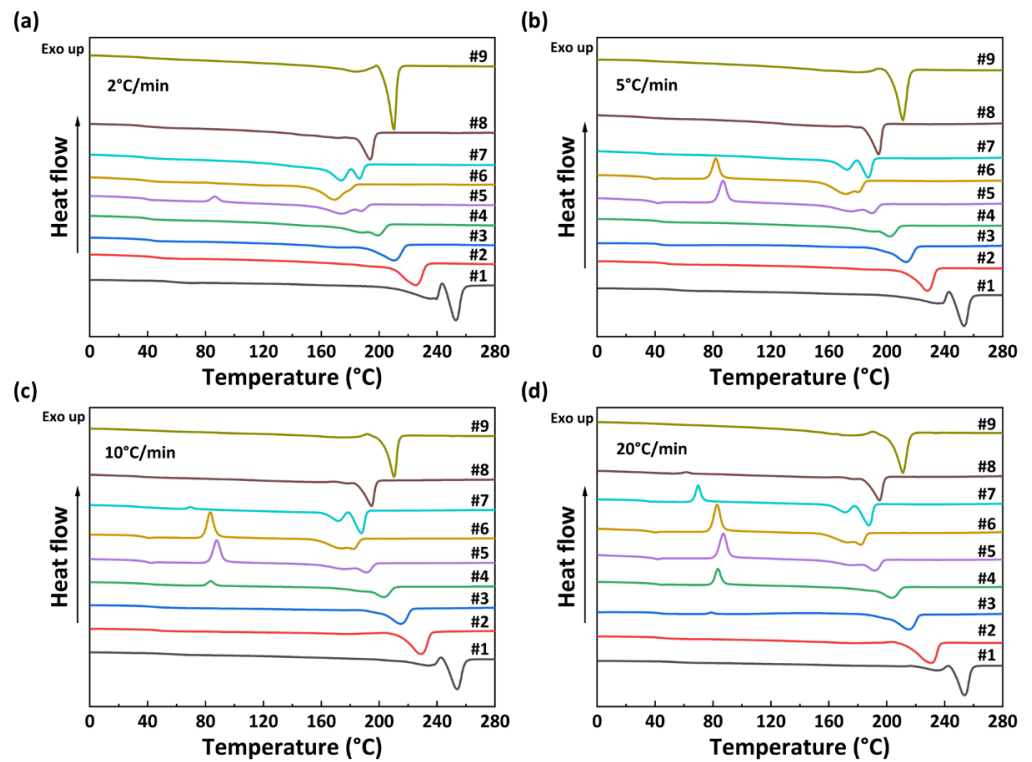 (a)
Exo up
2°C/min
#9
#8
#7
#6
#5
#4
#3
#2
#1
Heat flow
0 40 80 120 160 200 240 280
Temperature (°C)
(b)
Exo up
5°C/min
#9
#8
#7
#6
#5
#4
#3
#2
#1
Heat flow
0 40 80 120 160 200 240 280
Temperature (°C)
(c)
Exo up
10°C/min
#9
#8
#7
#6
#5
#4
#3
#2
#1
Heat flow
0 40 80 120 160 200 240 280
Temperature (°C)
(d)
Exo up
20°C/min
#9
#8
#7
#6
#5
#4
#3
#2
#1
Heat flow
0 40 80 120 160 200 240 280
Temperature (°C)